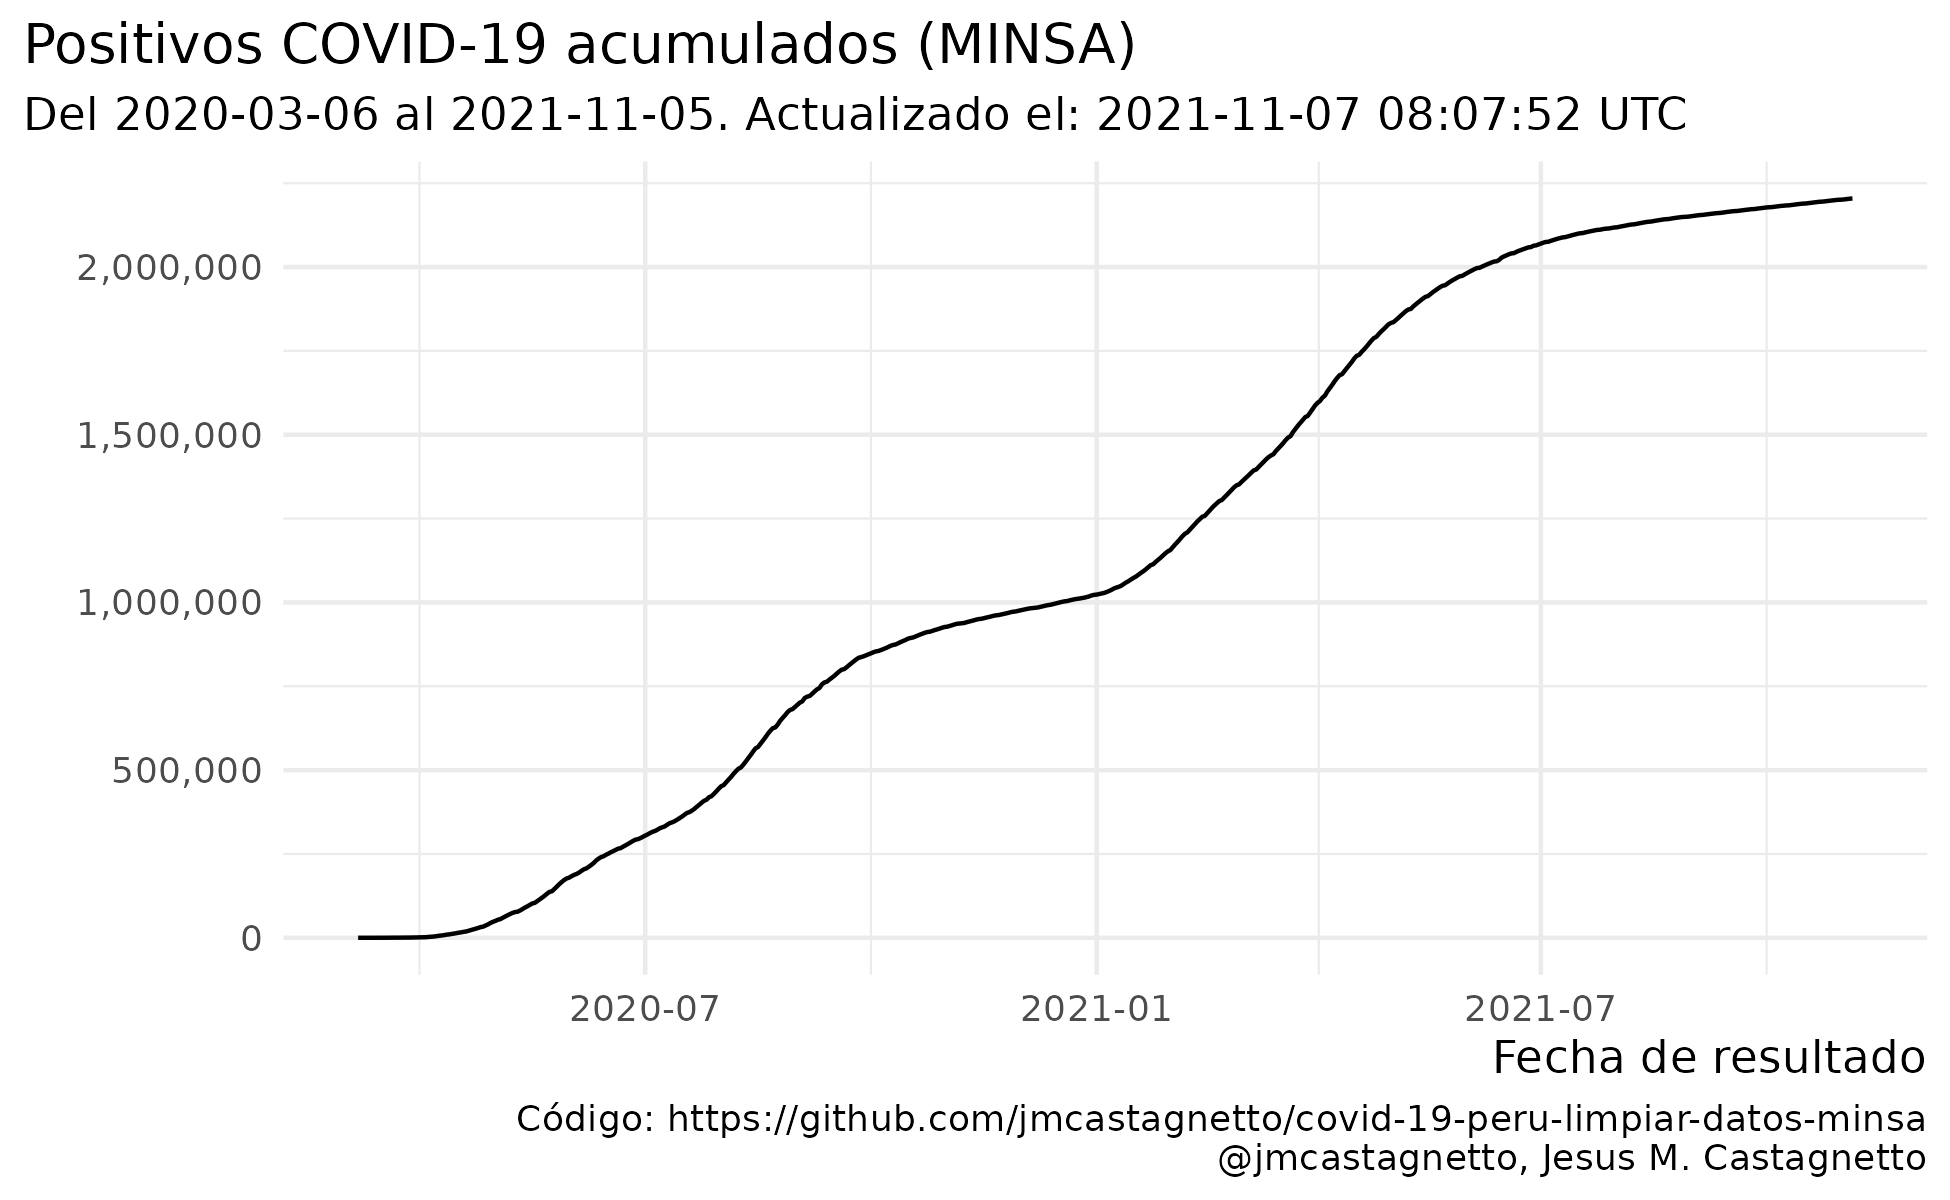 Positivos COVID-19 acumulados (MINSA)
Del 2020-03-06 al 2021-11-05. Actualizado el: 2021-11-07 08:07:52 UTC
2,000,000
1,500,000
1,000,000
500,000
0
2020-07 2021-01 2021-07
Fecha de resultado
Código: https://github.com/jmcastagnetto/covid-19-peru-limpiar-datos-minsa
@jmcastagnetto, Jesus M. Castagnetto